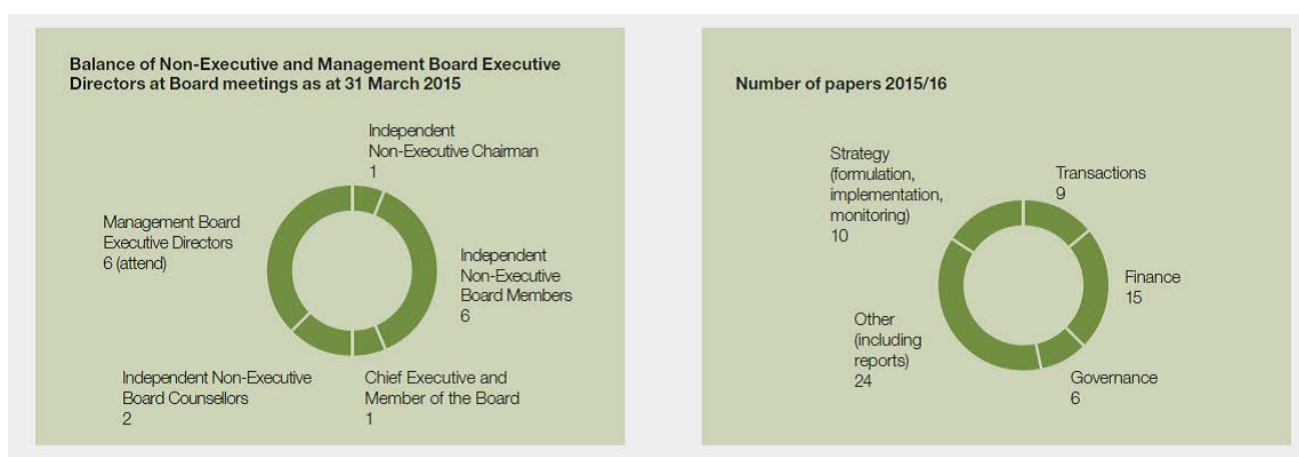 Balance of Non-Executive and Management Board Executive
Directors at Board meetings as at 31 March 2015
Independent
Non-Executive Chairman
1
Management Board
Executive Directors
6 (attend)
Independent
Non-Executive
Board Members
6
Independent Non-Executive
Board Counsellors
2
Chief Executive and
Member of the Board
1
Number of papers 2015/16
Strategy
(formulation,
implementation,
monitoring)
10
Transactions
9
Finance
15
Other
(including
reports)
24
Governance
6